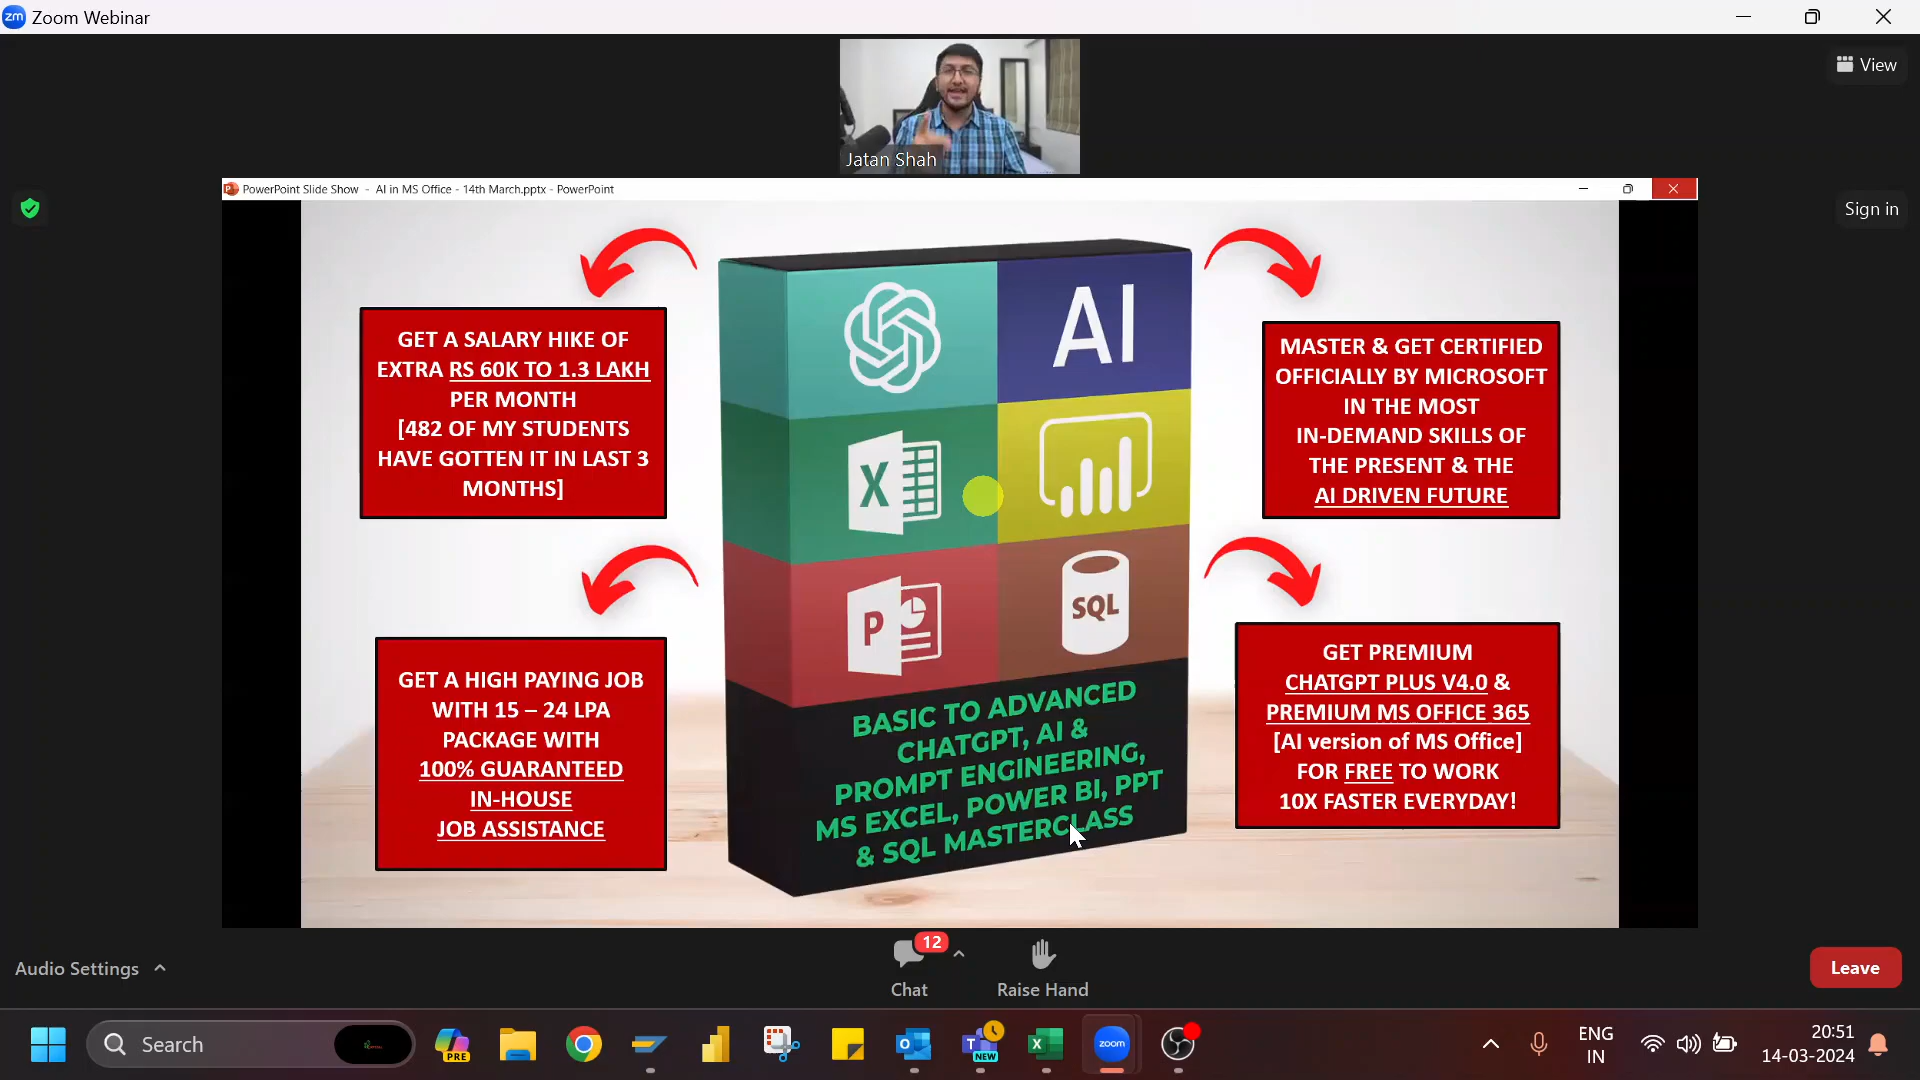 zm Zoom Webinar
View
Jatan Shah
P PowerPoint Slide Show - AI in MS Office - 14th March.pptx - PowerPoint
Sign in
GET A SALARY HIKE OF
EXTRA RS 60K TO 1.3 LAKH
PER MONTH
[482 OF MY STUDENTS
HAVE GOTTEN IT IN LAST 3
MONTHS]
AI
X
P
SQL
BASIC TO ADVANCED
CHATGPT, AI &
PROMPT ENGINEERING,
MS EXCEL, POWER BI, PPT
& SQL MASTERCLASS
MASTER & GET CERTIFIED
OFFICIALLY BY MICROSOFT
IN THE MOST
IN-DEMAND SKILLS OF
THE PRESENT & THE
AI DRIVEN FUTURE
GET A HIGH PAYING JOB
WITH 15 – 24 LPA
PACKAGE WITH
100% GUARANTEED
IN-HOUSE
JOB ASSISTANCE
GET PREMIUM
CHATGPT PLUS V4.0 &
PREMIUM MS OFFICE 365
[AI version of MS Office]
FOR FREE TO WORK
10X FASTER EVERYDAY!
Audio Settings
12
Chat
Raise Hand
Leave
Search
PRE
NEW
zoom
ENG
IN
20:51
14-03-2024